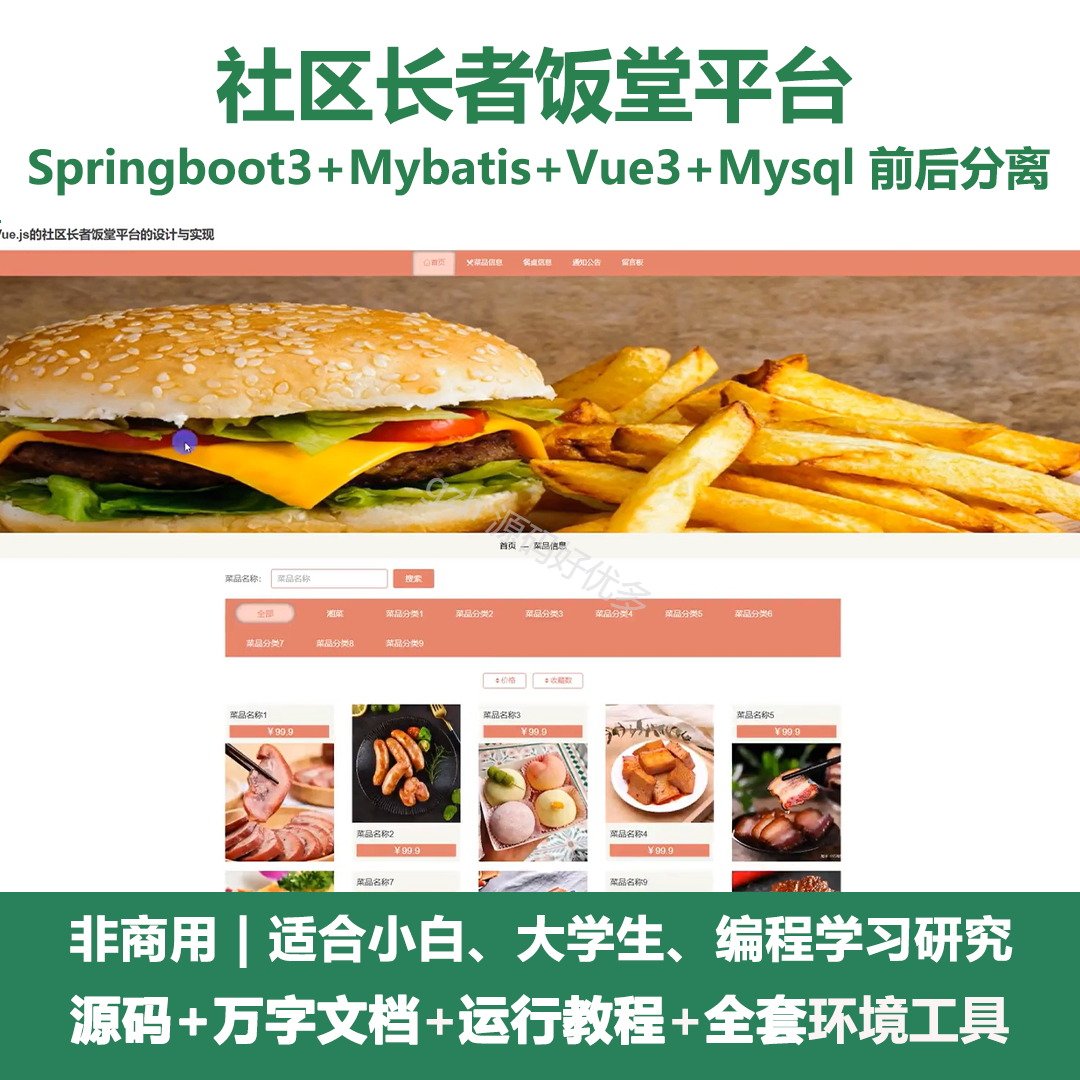 社区长者饭堂平台
Springboot3+Mybatis+Vue3+Mysql 前后分离
ue.js的社区长者饭堂平台的设计与实现
首页 菜品信息 餐桌信息 通知公告 留言板
源码好优多
首页 — 菜品信息
菜品名称： 菜品名称 搜索
全部 湘菜 菜品分类1 菜品分类2 菜品分类3 菜品分类4 菜品分类5 菜品分类6
菜品分类7 菜品分类8 菜品分类9
价格 收藏数
菜品名称1 菜品名称3 菜品名称5
￥99.9 ￥99.9 ￥99.9
菜品名称2 菜品名称4
￥99.9 ￥99.9
菜品名称7 菜品名称9
非商用 | 适合小白、大学生、编程学习研究
源码+万字文档+运行教程+全套环境工具